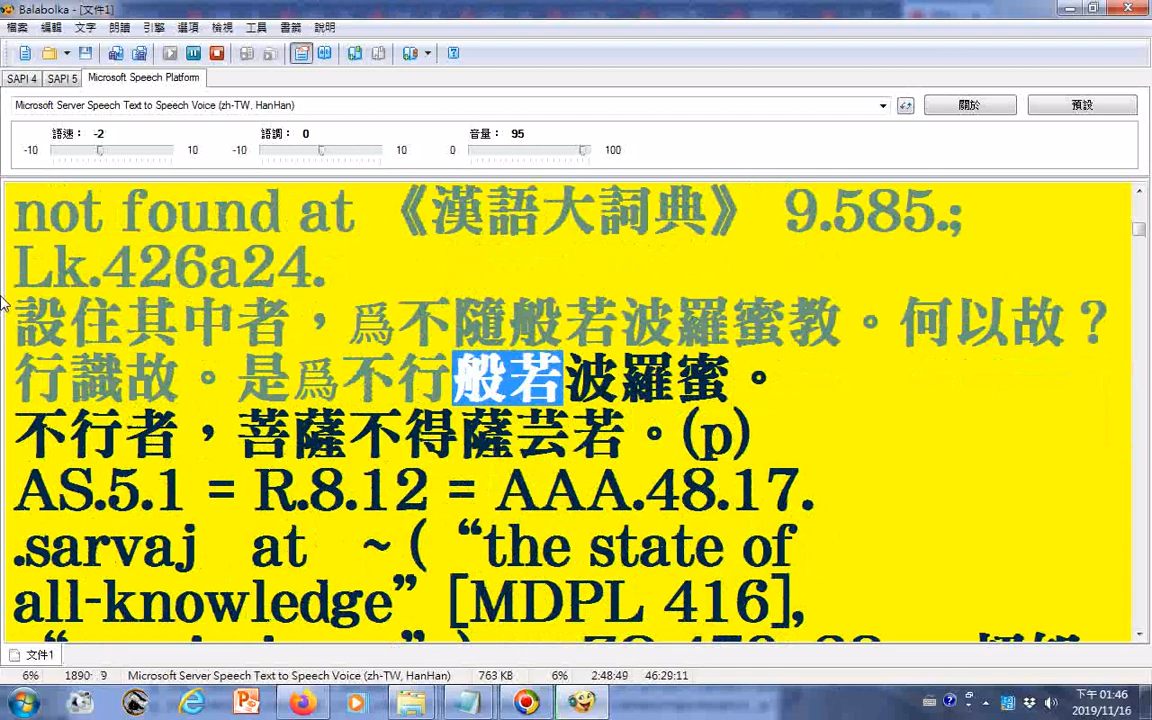 Balabolka - [文件1]
檔案 編輯 文字 朗讀 引擎 選項 檢視 工具 書籤 說明
SAPI 4 SAPI 5 Microsoft Speech Platform
Microsoft Server Speech Text to Speech Voice (zh-TW, HanHan) 關於 預設
語速： -2 語調： 0 音量： 95
-10 10 -10 10 0 100
not found at 《漢語大詞典》 9.585.;
Lk.426a24.
設住其中者，爲不隨般若波羅蜜教。何以故？
行識故。是爲不行般若波羅蜜。
不行者，菩薩不得薩芸若。(p)
AS.5.1 = R.8.12 = AAA.48.17.
.sarvaj at ~ ( “the state of
all-knowledge” [MDPL 416],
文件1
6% 1890: 9 Microsoft Server Speech Text to Speech Voice (zh-TW, HanHan) 763 KB 6% 2:48:49 46:29:11
下午 01:46
2019/11/16